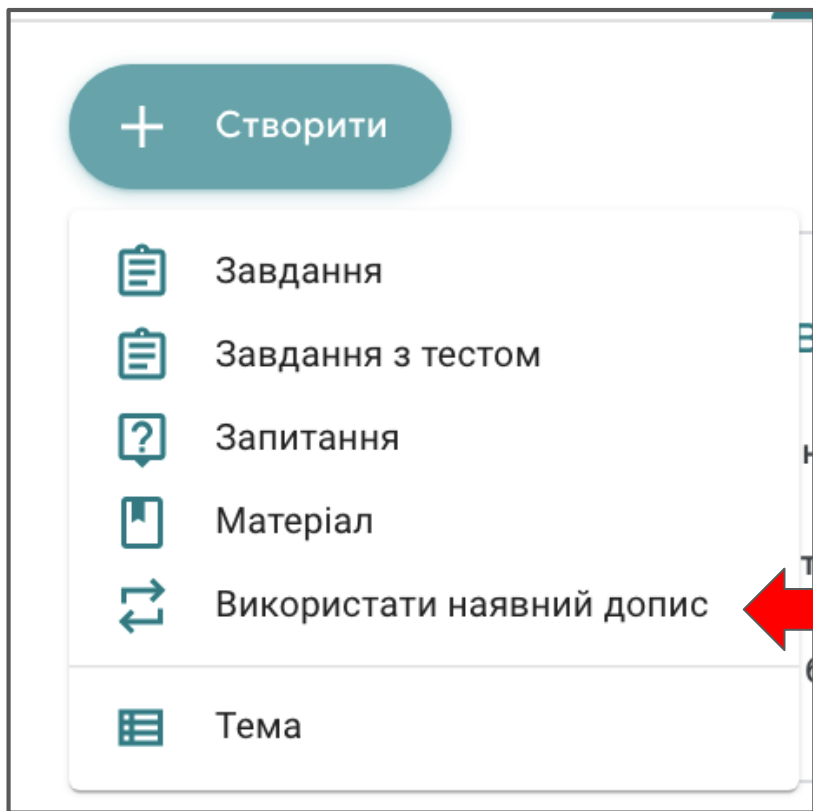 Створити
Завдання
Завдання з тестом
Запитання
Матеріал
Використати наявний допис
Тема